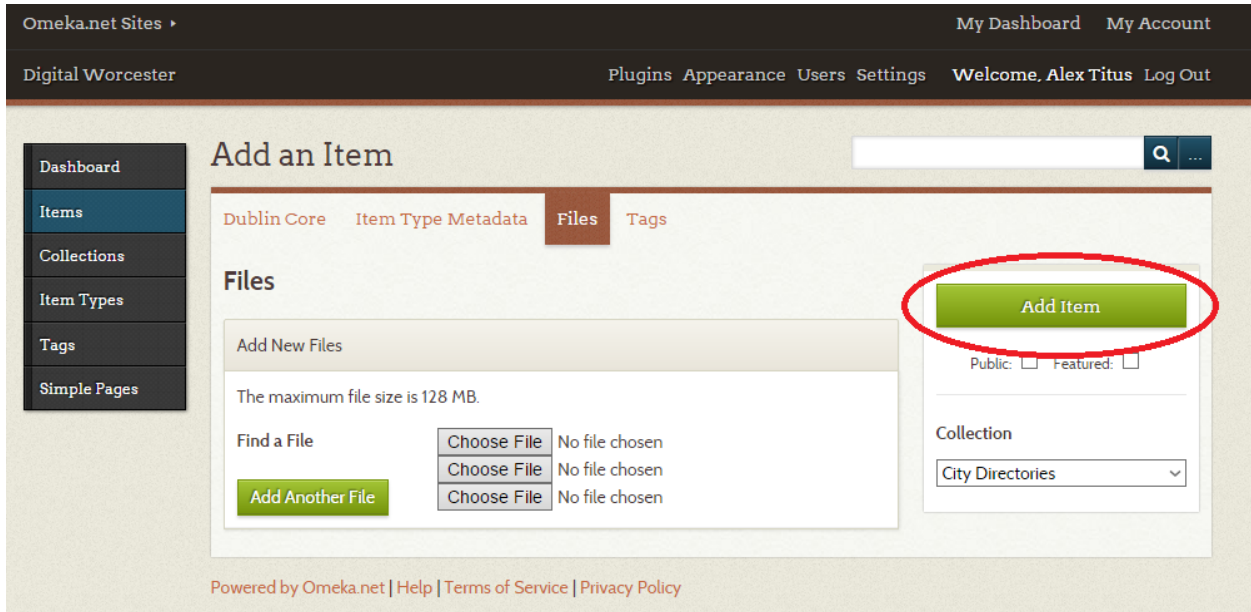 Omeka.net Sites ▸ My Dashboard My Account
Digital Worcester Plugins Appearance Users Settings Welcome, Alex Titus Log Out
Add an Item
...
Dashboard
Items
Collections
Item Types
Tags
Simple Pages
Dublin Core Item Type Metadata Files Tags
Files
Add New Files
The maximum file size is 128 MB.
Find a File
Choose File No file chosen
Choose File No file chosen
Choose File No file chosen
Add Another File
Add Item
Public: Featured:
Collection
City Directories
Powered by Omeka.net | Help | Terms of Service | Privacy Policy